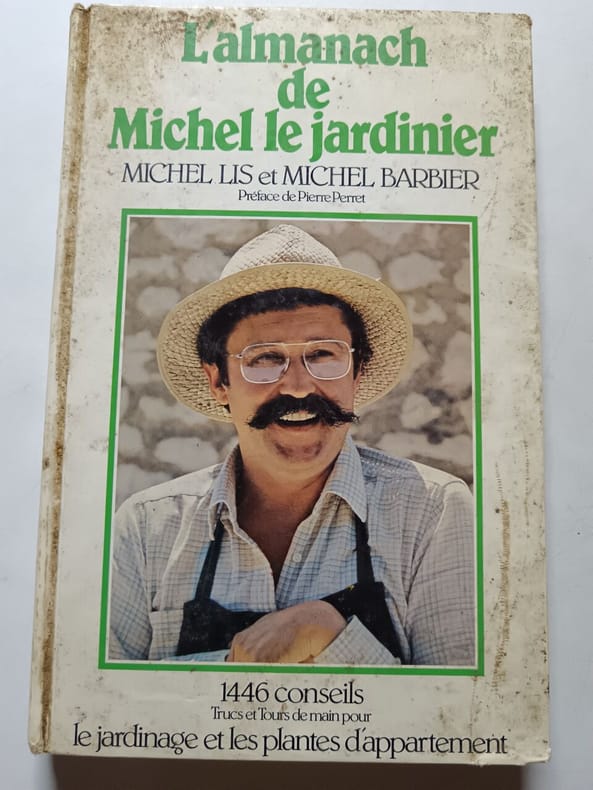 L'almanach
de
Michel le jardinier
MICHEL LIS et MICHEL BARBIER
Préface de Pierre Perret
1446 conseils
Trucs et Tours de main pour
le jardinage et les plantes d'appartement